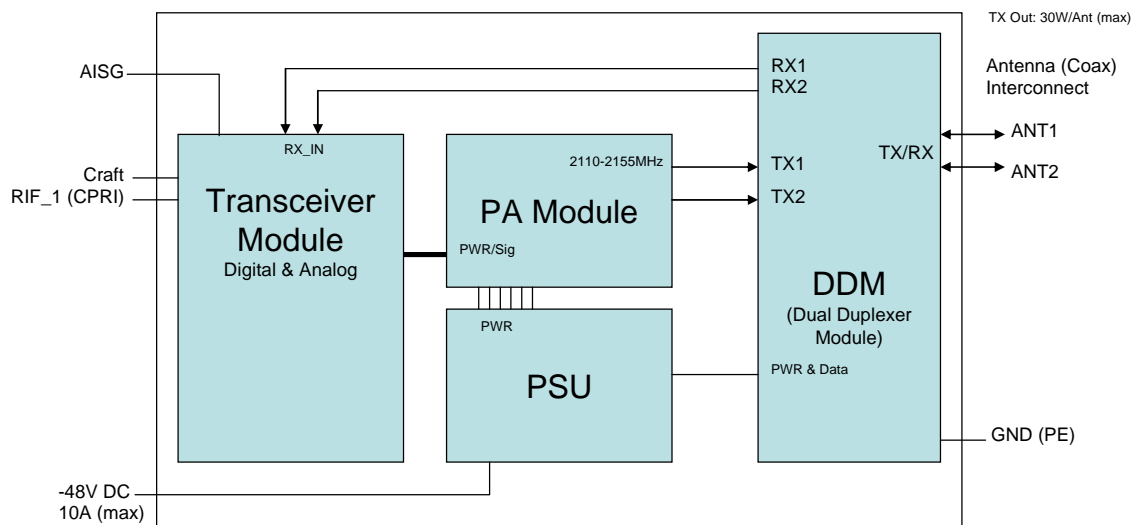 TX Out: 30W/Ant (max)
AISG
RX1
RX2
Antenna (Coax)
Interconnect
RX_IN
ANT1
2110-2155MHz
TX1
TX/RX
ANT2
Craft
RIF_1 (CPRI)
Transceiver
Module
Digital & Analog
PA Module
TX2
PWR/Sig
DDM
(Dual Duplexer
Module)
PWR
PSU
PWR & Data
GND (PE)
-48V DC
10A (max)